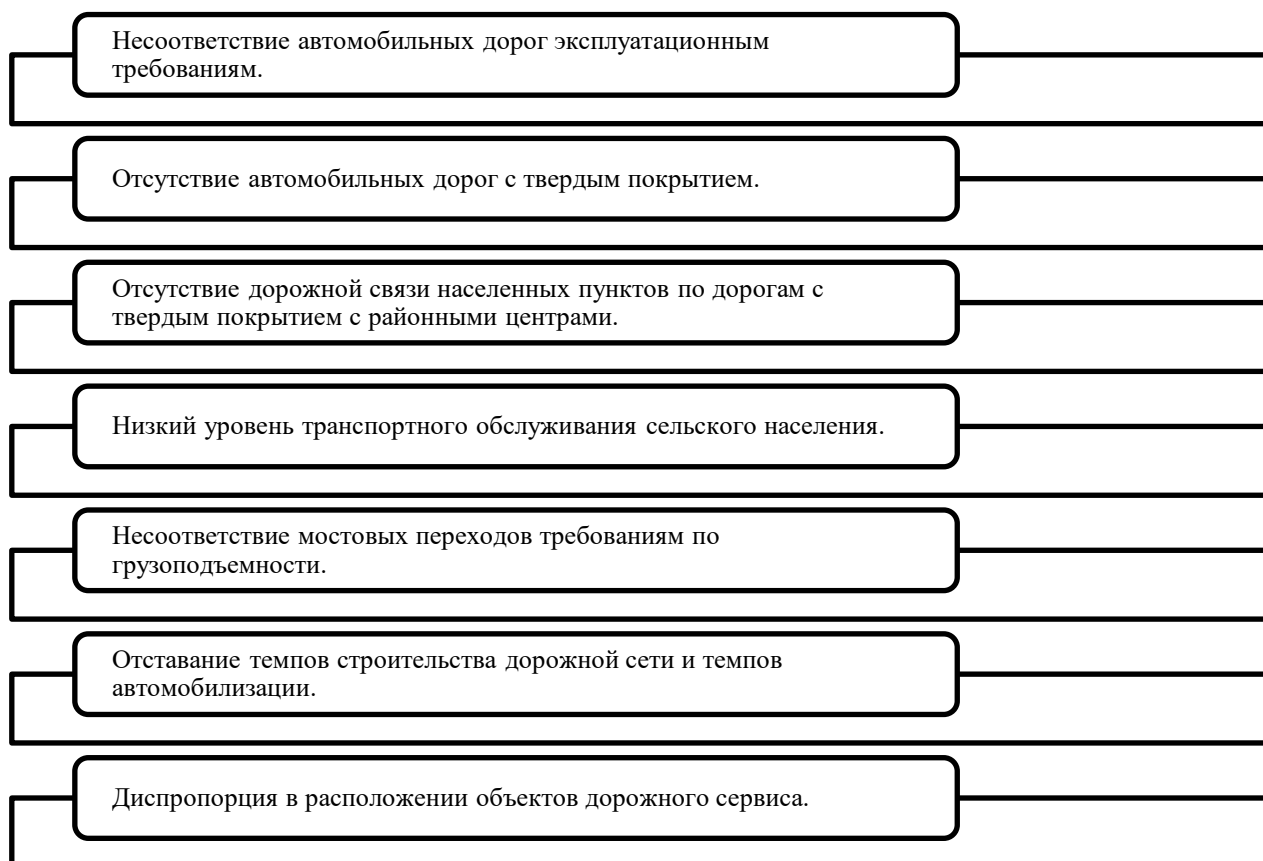 Несоответствие автомобильных дорог эксплуатационным
требованиям.
Отсутствие автомобильных дорог с твердым покрытием.
Отсутствие дорожной связи населенных пунктов по дорогам с
твердым покрытием с районными центрами.
Низкий уровень транспортного обслуживания сельского населения.
Несоответствие мостовых переходов требованиям по
грузоподъемности.
Отставание темпов строительства дорожной сети и темпов
автомобилизации.
Диспропорция в расположении объектов дорожного сервиса.